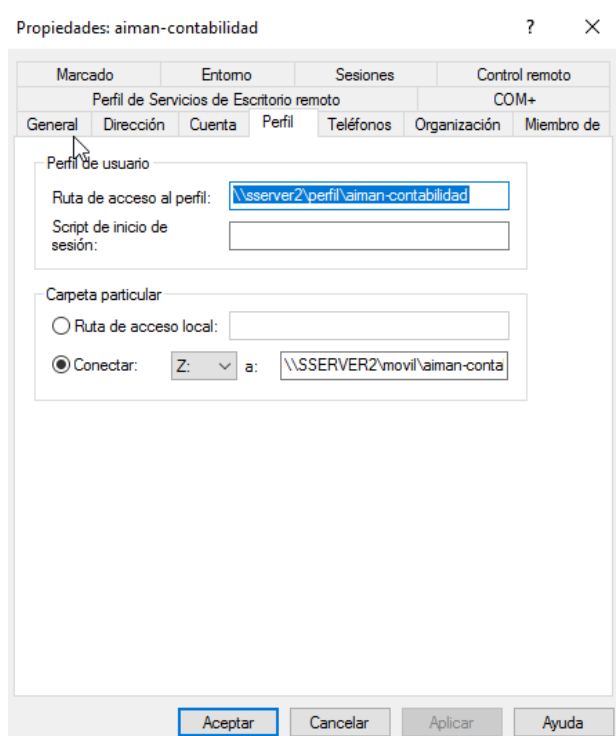 Propiedades: aiman-contabilidad
?
Marcado Entorno Sesiones Control remoto
Perfil de Servicios de Escritorio remoto COM+
General Dirección Cuenta Perfil Teléfonos Organización Miembro de
Perfil de usuario
Ruta de acceso al perfil: \\sserver2\perfil\aiman-contabilidad
Script de inicio de
sesión:
Carpeta particular
Ruta de acceso local:
Conectar: Z: a: \\SSERVER2\movil\aiman-conta
Aceptar Cancelar Aplicar Ayuda